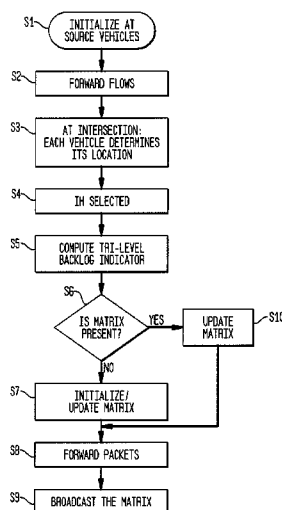 S1
INITIALIZE AT
SOURCE VEHICLES
S2
FORWARD FLOWS
S3
AT INTERSECTION:
EACH VEHICLE DETERMINES
ITS LOCATION
S4
IH SELECTED
S5
COMPUTE TRI-LEVEL
BACKLOG INDICATOR
S6
IS MATRIX
PRESENT?
YES
UPDATE
MATRIX
S10
NO
S7
INITIALIZE/
UPDATE MATRIX
S8
FORWARD PACKETS
S9
BROADCAST THE MATRIX